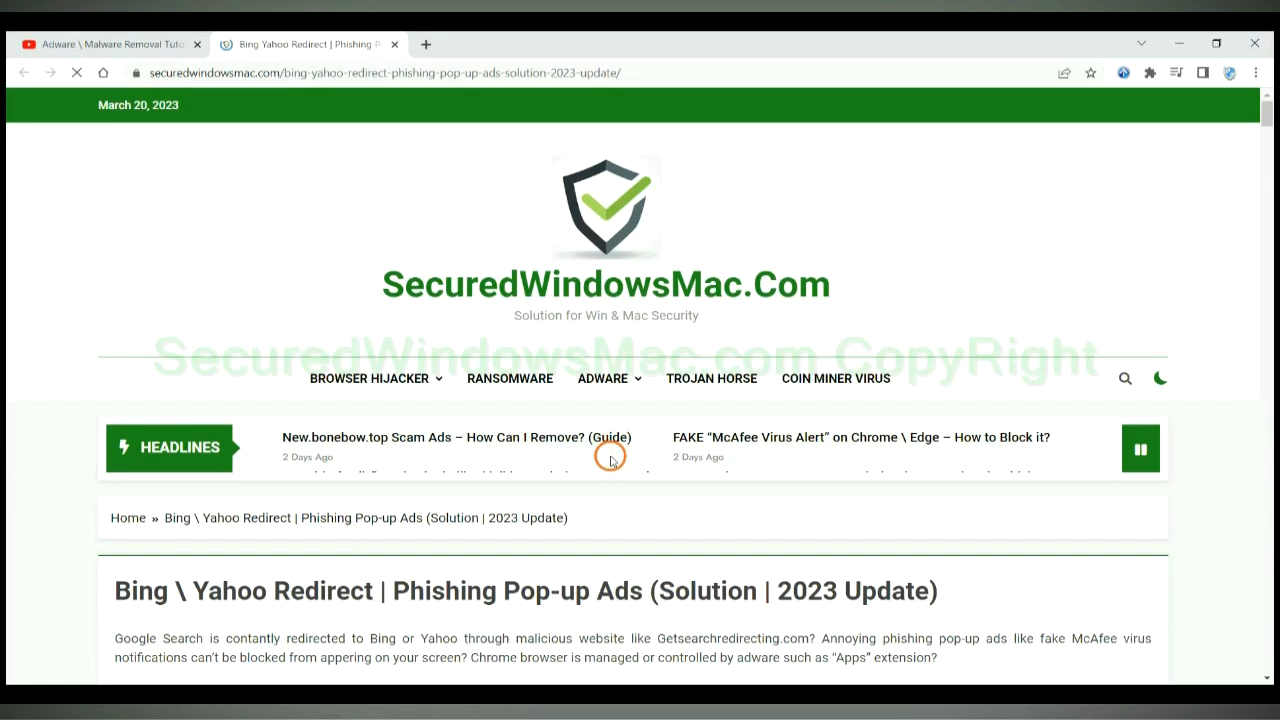 Adware \ Malware Removal Tuto
Bing Yahoo Redirect | Phishing P
securedwindowsmac.com/bing-yahoo-redirect-phishing-pop-up-ads-solution-2023-update/
March 20, 2023
SecuredWindowsMac.Com
Solution for Win & Mac Security
SecuredWindowsMac.com CopyRight
BROWSER HIJACKER RANSOMWARE ADWARE TROJAN HORSE COIN MINER VIRUS
HEADLINES
New.bonebow.top Scam Ads – How Can I Remove? (Guide)
2 Days Ago
FAKE “McAfee Virus Alert” on Chrome \ Edge – How to Block it?
2 Days Ago
Home » Bing \ Yahoo Redirect | Phishing Pop-up Ads (Solution | 2023 Update)
Bing \ Yahoo Redirect | Phishing Pop-up Ads (Solution | 2023 Update)
Google Search is contantly redirected to Bing or Yahoo through malicious website like Getsearchredirecting.com? Annoying phishing pop-up ads like fake McAfee virus
notifications can’t be blocked from appering on your screen? Chrome browser is managed or controlled by adware such as “Apps” extension?